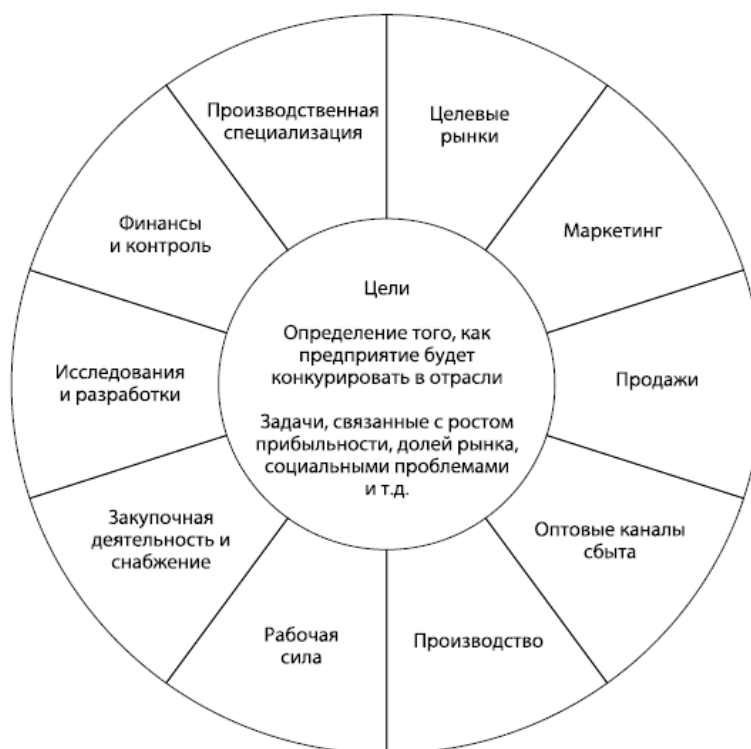 Производственная
специализация
Целевые
рынки
Маркетинг
Продажи
Оптовые каналы
сбыта
Производство
Рабочая
сила
Закупочная
деятельность и
снабжение
Исследования
и разработки
Финансы
и контроль
Цели
Определение того, как
предприятие будет
конкурировать в отрасли
Задачи, связанные с ростом
прибыльности, долей рынка,
социальными проблемами
и т.д.